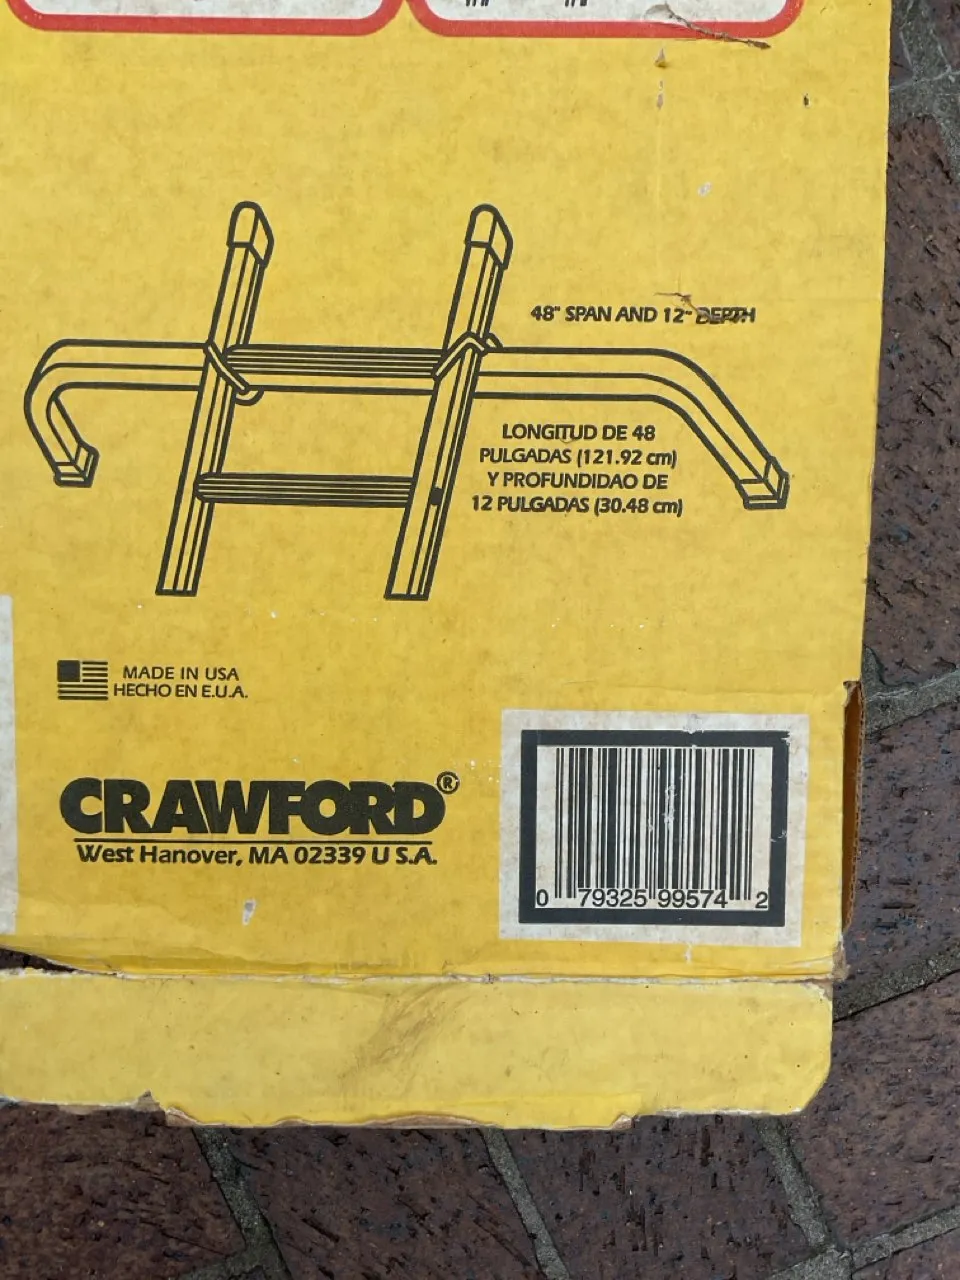 48" SPAN AND 12" DEPTH
LONGITUD DE 48
PULGADAS (121.92 cm)
Y PROFUNDIDAO DE
12 PULGADAS (30.48 cm)
MADE IN USA
HECHO EN E.U.A.
CRAWFORD®
West Hanover, MA 02339 U S.A.
0 79325 99574 2